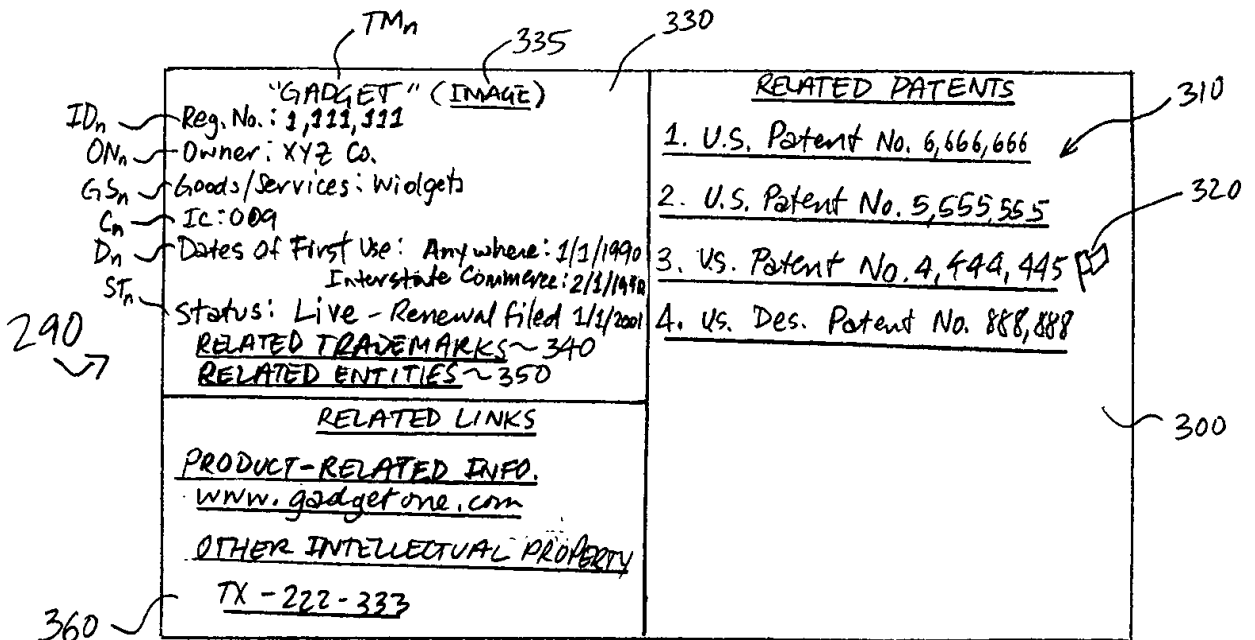 TMn
335
330
"GADGET" (IMAGE)
IDn
Reg. No.: 1,111,111
ONn
Owner: XYZ Co.
GSn
Goods/Services: Widgets
Cn
IC: 009
Dn
Dates of First Use: Anywhere: 1/1/1990
Interstate Commerce: 2/1/1990
STn
Status: Live - Renewal filed 1/1/2001
290
RELATED TRADEMARKS ~ 340
RELATED ENTITIES ~ 350
RELATED LINKS
PRODUCT-RELATED INFO.
www.gadgetone.com
OTHER INTELLECTUAL PROPERTY
TX-222-333
360
RELATED PATENTS
310
1. U.S. Patent No. 6,666,666
320
2. U.S. Patent No. 5,555,555
3. US. Patent No. 4,444,445
4. US. Des. Patent No. 888,888
300